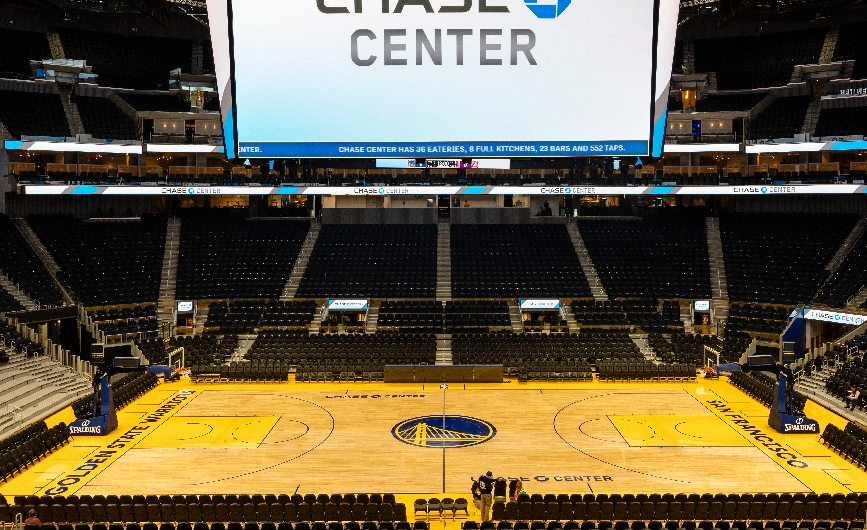 CHASE
CENTER
ENTER.
CHASE CENTER HAS 36 EATERIES, 8 FULL KITCHENS, 23 BARS AND 552 TAPS.
CHASE CENTER
CHASE CENTER
CHASE CENTER
CHASE CENTER
CHASE CENTER
CHASE CENTER
SPALDING
GOLDEN STATE WARRIORS
SAN FRANCISCO
SPALDING
CHASE CENTER